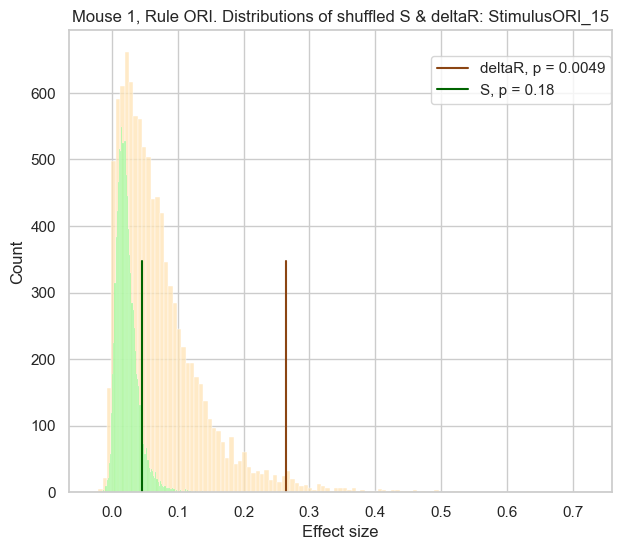 Mouse 1, Rule ORI. Distributions of shuffled S & deltaR: StimulusORI_15
deltaR, p = 0.0049
S, p = 0.18
Count
600
500
400
300
200
100
0
0.0 0.1 0.2 0.3 0.4 0.5 0.6 0.7
Effect size